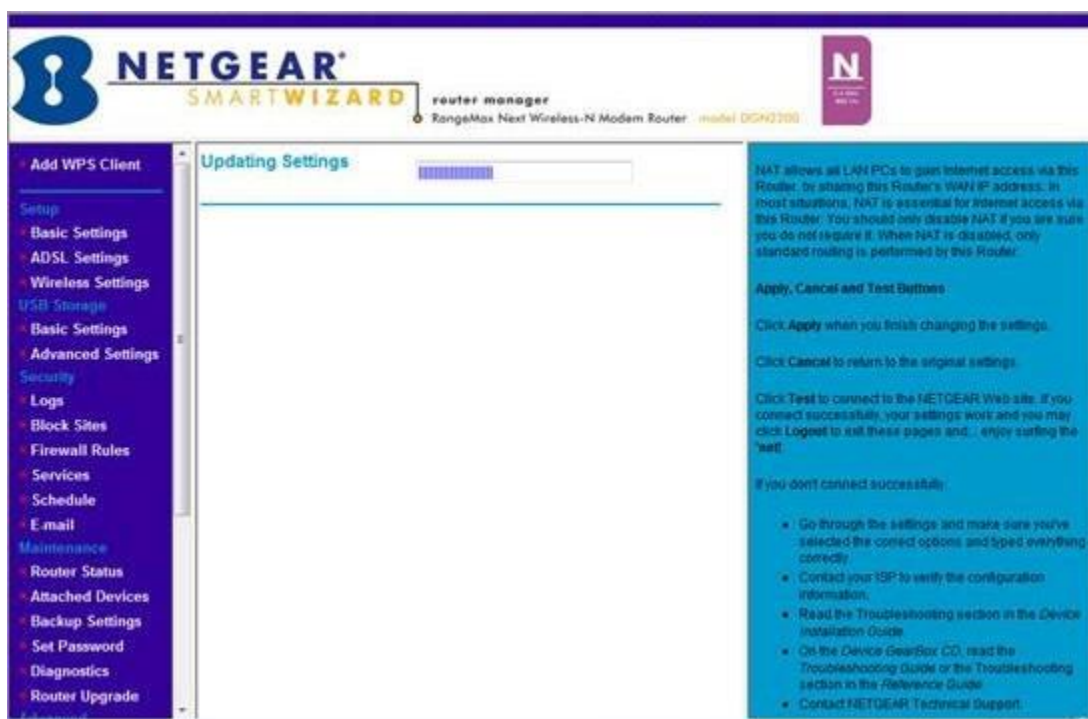 NETGEAR®
SMARTWIZARD
router manager
RangeMax Next Wireless-N Modem Router model DGN2200
N
Add WPS Client
Setup
Basic Settings
ADSL Settings
Wireless Settings
USB Storage
Basic Settings
Advanced Settings
Security
Logs
Block Sites
Firewall Rules
Services
Schedule
E-mail
Maintenance
Router Status
Attached Devices
Backup Settings
Set Password
Diagnostics
Router Upgrade
Advanced
Updating Settings
NAT allows all LAN PCs to gain Internet access via this
Router, by sharing this Router's WAN IP address. In
most situations, NAT is essential for Internet access via
this Router. You should only disable NAT if you are sure
you do not require it. When NAT is disabled, only
standard routing is performed by this Router.
Apply, Cancel and Test Buttons
Click Apply when you finish changing the settings.
Click Cancel to return to the original settings.
Click Test to connect to the NETGEAR Web site. If you
connect successfully, your settings work and you may
click Logout to exit these pages and... enjoy surfing the
'net!
If you don't connect successfully:
Go through the settings and make sure you've
selected the correct options and typed everything
correctly.
Contact your ISP to verify the configuration
information.
Read the Troubleshooting section in the Device
Installation Guide.
On the Device GearBox CD, read the
Troubleshooting Guide or the Troubleshooting
section in the Reference Guide.
Contact NETGEAR Technical Support.